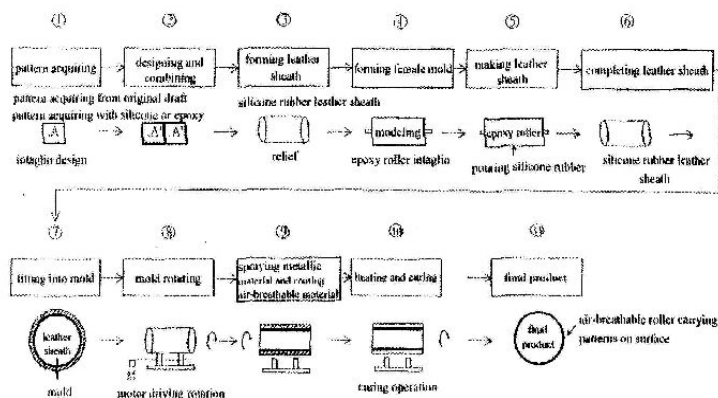 ① ② ③ ④ ⑤ ⑥
pattern acquiring
designing and combining
forming leather sheath
forming female mold
making leather sheath
completing leather sheath
pattern acquiring from original draft
pattern acquiring with silicone or epoxy
silicone rubber leather sheath
A
A' A'
modeling
epoxy roller
intaglio design
relief
epoxy roller intaglio
pouring silicone rubber
silicone rubber leather
sheath
⑦ ⑧ ⑨ ⑩ ⑪
fitting into mold
mold rotating
spraying metallic
material and coating
air-breathable material
heating and curing
final product
leather
sheath
final
product
air-breathable roller carrying
patterns on surface
mold
motor driving rotation
curing operation